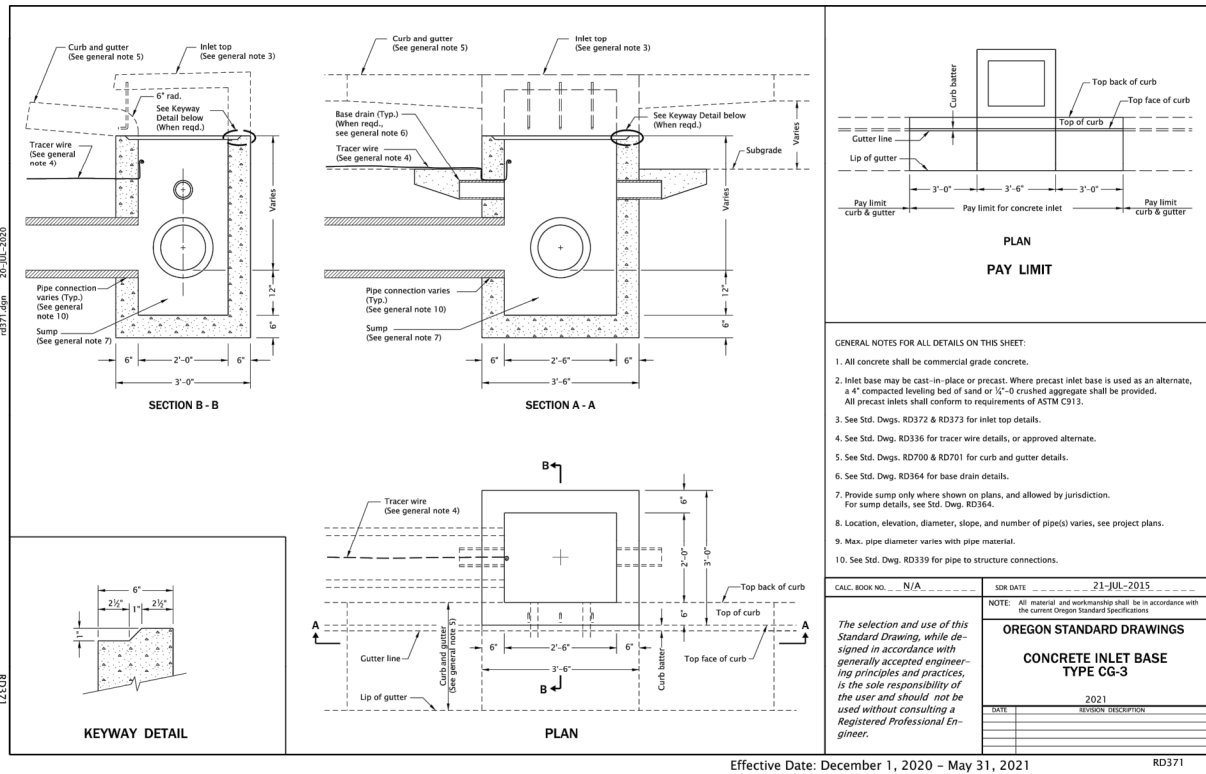 Curb and gutter
(See general note 5)
Inlet top
(See general note 3)
6" rad.
See Keyway
Detail below
(When reqd.)
Tracer wire
(See general
note 4)
Varies
12"
6"
Pipe connection
varies (Typ.)
(See general
note 10)
Sump
(See general note 7)
6"
2'-0"
6"
3'-0"
SECTION B - B
Curb and gutter
(See general note 5)
Inlet top
(See general note 3)
Base drain (Typ.)
(When reqd.,
see general note 6)
Tracer wire
(See general note 4)
See Keyway Detail below
(When reqd.)
Subgrade
Varies
Varies
12"
6"
Pipe connection varies
(Typ.)
(See general
note 10)
Sump
(See general note 7)
6"
2'-6"
6"
3'-6"
SECTION A - A
Curb batter
Top back of curb
Top face of curb
Top of curb
Gutter line
Lip of gutter
3'-0"
3'-6"
3'-0"
Pay limit
curb & gutter
Pay limit for concrete inlet
Pay limit
curb & gutter
PLAN
PAY LIMIT
GENERAL NOTES FOR ALL DETAILS ON THIS SHEET:
1. All concrete shall be commercial grade concrete.
2. Inlet base may be cast-in-place or precast. Where precast inlet base is used as an alternate,
a 4" compacted leveling bed of sand or ¼"-0 crushed aggregate shall be provided.
All precast inlets shall conform to requirements of ASTM C913.
3. See Std. Dwgs. RD372 & RD373 for inlet top details.
4. See Std. Dwg. RD336 for tracer wire details, or approved alternate.
5. See Std. Dwgs. RD700 & RD701 for curb and gutter details.
6. See Std. Dwg. RD364 for base drain details.
7. Provide sump only where shown on plans, and allowed by jurisdiction.
For sump details, see Std. Dwg. RD364.
8. Location, elevation, diameter, slope, and number of pipe(s) varies, see project plans.
9. Max. pipe diameter varies with pipe material.
10. See Std. Dwg. RD339 for pipe to structure connections.
6"
2½"
1"
2½"
1"
KEYWAY DETAIL
B
Tracer wire
(See general note 4)
6"
2'-0"
3'-0"
6"
Top back of curb
Top of curb
A
A
Gutter line
Curb and gutter
(See general note 5)
6"
2'-6"
6"
3'-6"
Curb batter
Top face of curb
Lip of gutter
B
PLAN
CALC. BOOK NO. N/A
SDR DATE 21-JUL-2015
NOTE: All material and workmanship shall be in accordance with
the current Oregon Standard Specifications
The selection and use of this
Standard Drawing, while de-
signed in accordance with
generally accepted engineer-
ing principles and practices,
is the sole responsibility of
the user and should not be
used without consulting a
Registered Professional En-
gineer.
OREGON STANDARD DRAWINGS
CONCRETE INLET BASE
TYPE CG-3
2021
DATE REVISION DESCRIPTION
rd371.dgn 20-JUL-2020
RD371
Effective Date: December 1, 2020 – May 31, 2021
RD371